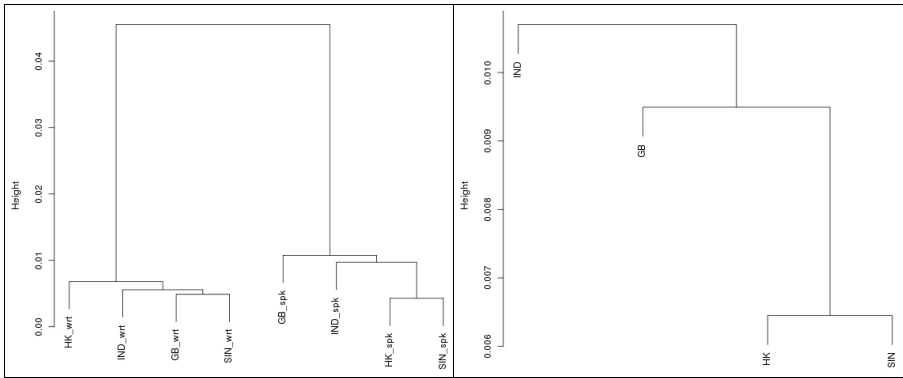 Height
0.04
0.03
0.02
0.01
0.00
HK_wrt
IND_wrt
GB_wrt
SIN_wrt
GB_spk
IND_spk
HK_spk
SIN_spk
Height
0.010
0.009
0.008
0.007
0.006
IND
GB
HK
SIN